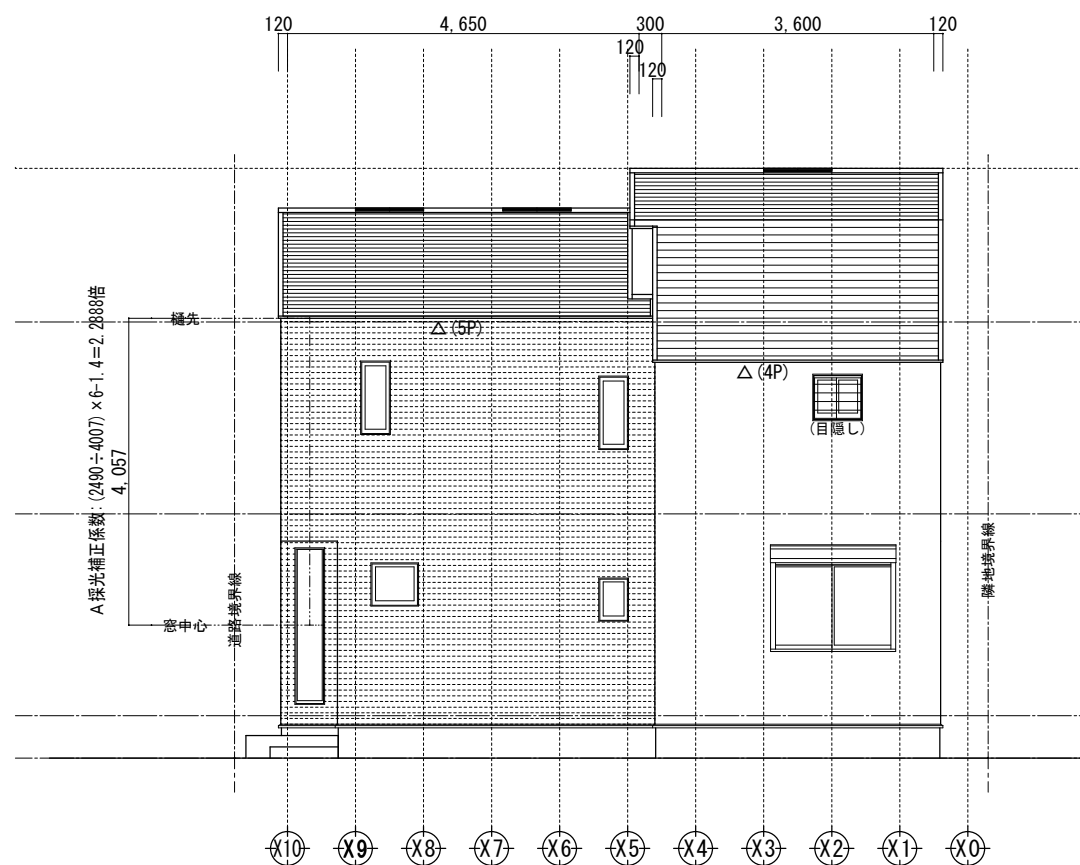 120 4,650 300 3,600 120
120
120
樋先
△(5P)
△(4P)
(目隠し)
A採光補正係数:(2490÷4007)×6-1.4=2.2888倍
4,057
窓中心
道路境界線
隣地境界線
X10 X9 X8 X7 X6 X5 X4 X3 X2 X1 X0